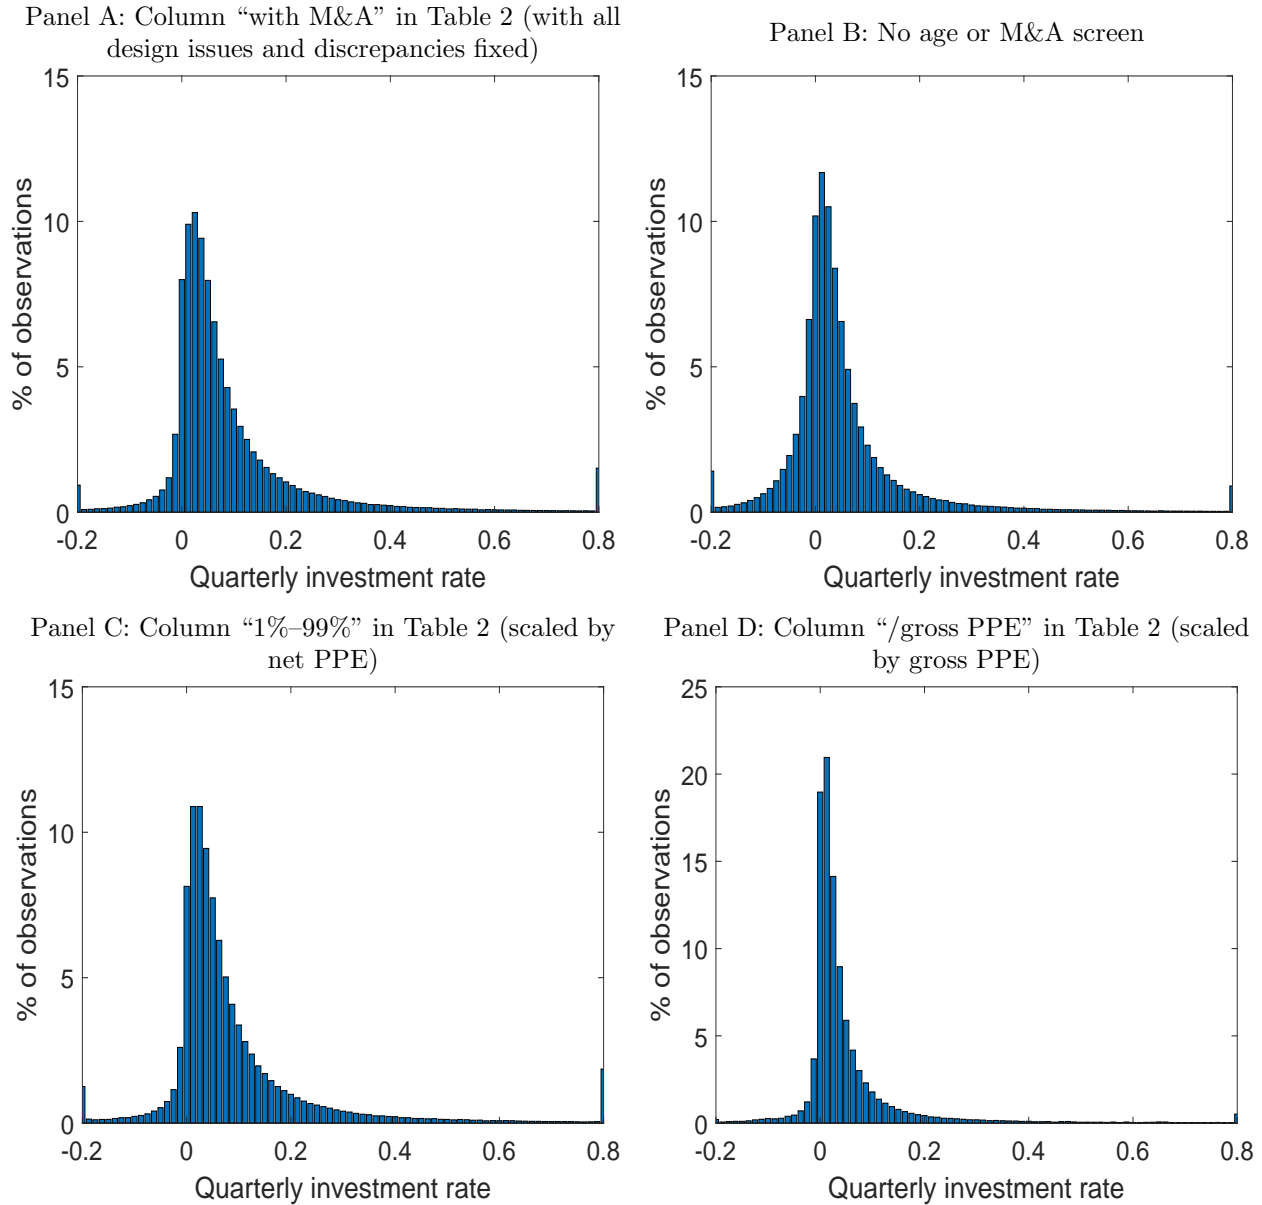 Panel A: Column “with M&A” in Table 2 (with all
design issues and discrepancies fixed)
15
10
5
0
% of observations
-0.2 0 0.2 0.4 0.6 0.8
Quarterly investment rate
Panel B: No age or M&A screen
15
10
5
0
% of observations
-0.2 0 0.2 0.4 0.6 0.8
Quarterly investment rate
Panel C: Column “1%–99%” in Table 2 (scaled by
net PPE)
15
10
5
0
% of observations
-0.2 0 0.2 0.4 0.6 0.8
Quarterly investment rate
Panel D: Column “/gross PPE” in Table 2 (scaled
by gross PPE)
25
20
15
10
5
0
% of observations
-0.2 0 0.2 0.4 0.6 0.8
Quarterly investment rate